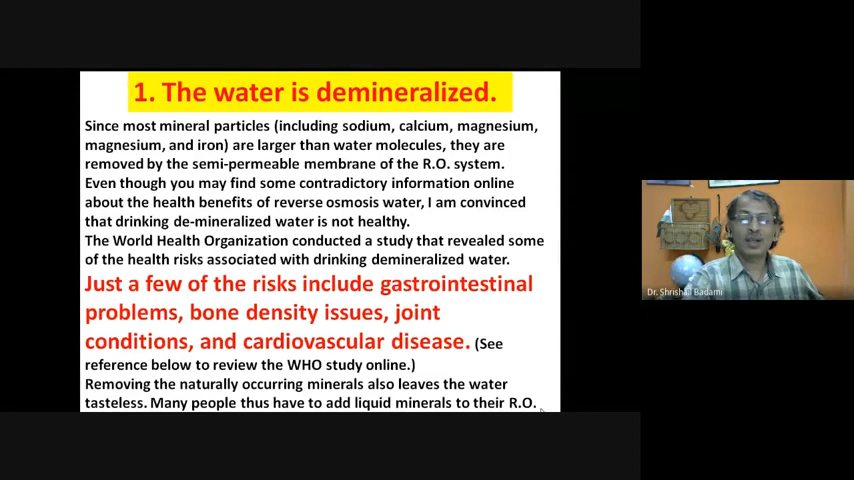 1. The water is demineralized.
Since most mineral particles (including sodium, calcium, magnesium,
magnesium, and iron) are larger than water molecules, they are
removed by the semi-permeable membrane of the R.O. system.
Even though you may find some contradictory information online
about the health benefits of reverse osmosis water, I am convinced
that drinking de-mineralized water is not healthy.
The World Health Organization conducted a study that revealed some
of the health risks associated with drinking demineralized water.
Just a few of the risks include gastrointestinal
problems, bone density issues, joint
conditions, and cardiovascular disease. (See
reference below to review the WHO study online.)
Removing the naturally occurring minerals also leaves the water
tasteless. Many people thus have to add liquid minerals to their R.O.
Dr. Shrishail Badami